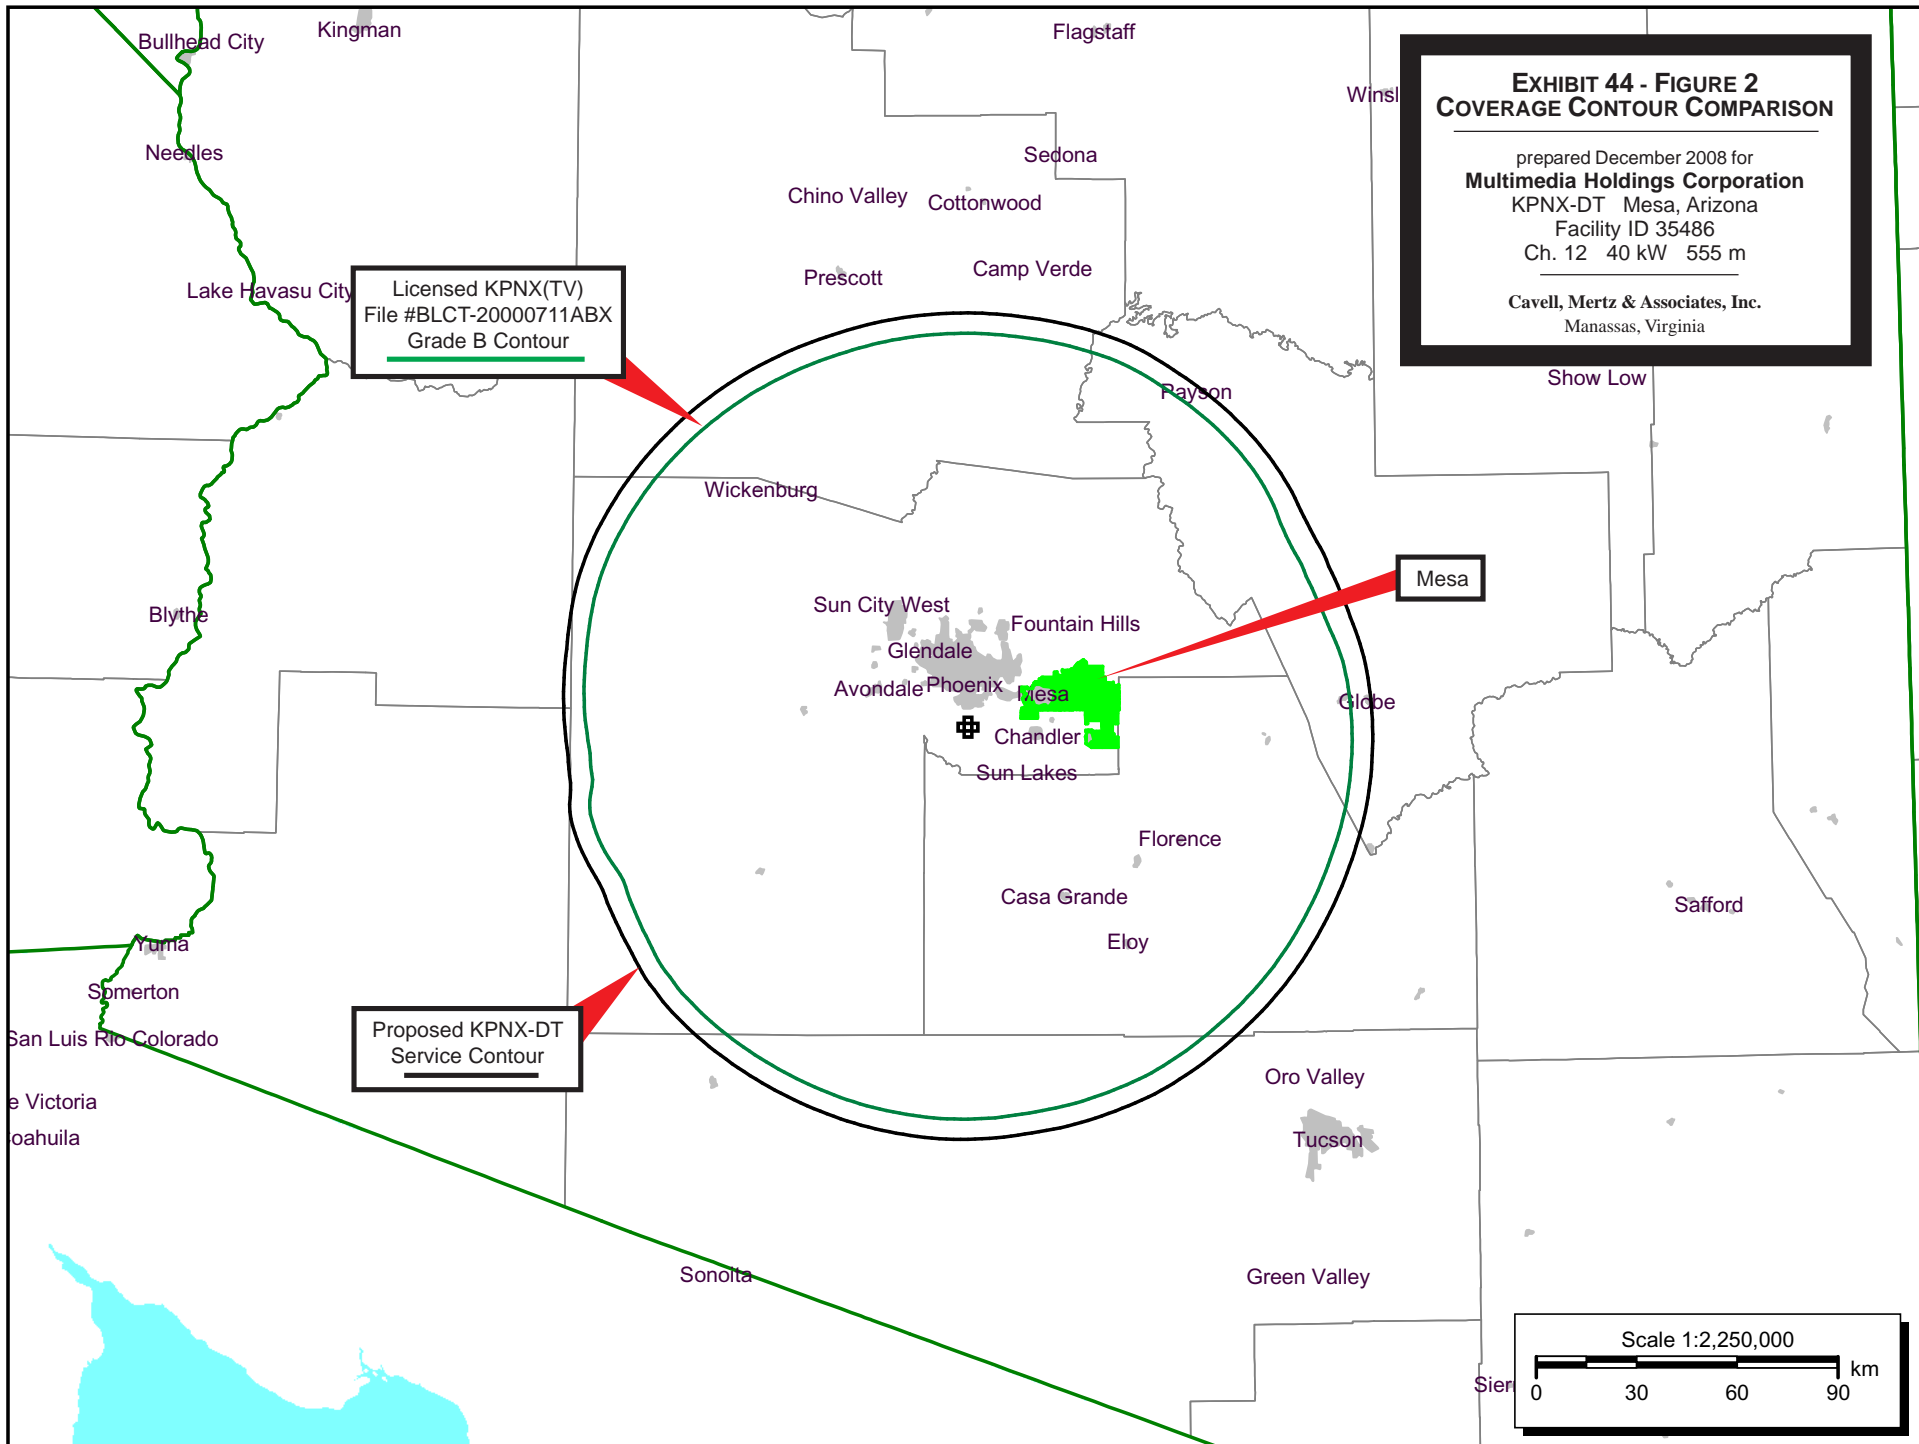 Bullhead City
Kingman
Flagstaff
Winsl
EXHIBIT 44 - FIGURE 2
COVERAGE CONTOUR COMPARISON
prepared December 2008 for
Multimedia Holdings Corporation
KPNX-DT Mesa, Arizona
Facility ID 35486
Ch. 12 40 kW 555 m
Cavell, Mertz & Associates, Inc.
Manassas, Virginia
Needles
Sedona
Chino Valley
Cottonwood
Lake Havasu City
Prescott
Camp Verde
Licensed KPNX(TV)
File #BLCT-20000711ABX
Grade B Contour
Payson
Show Low
Wickenburg
Mesa
Blythe
Sun City West
Fountain Hills
Glendale
Avondale
Phoenix
Mesa
Globe
Chandler
Sun Lakes
Florence
Casa Grande
Safford
Eloy
Yuma
Somerton
San Luis Rio Colorado
Proposed KPNX-DT
Service Contour
e Victoria
oahuila
Oro Valley
Tucson
Sonoita
Green Valley
Sier
Scale 1:2,250,000
km
0 30 60 90